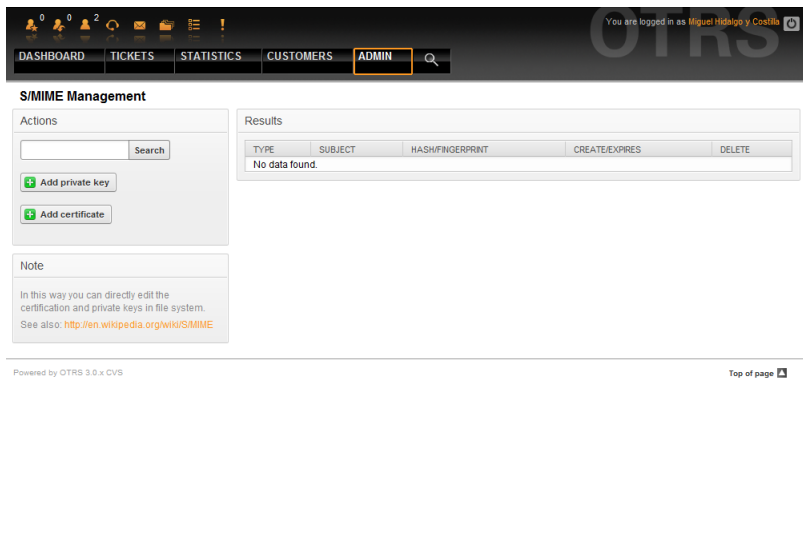 0 0 2
You are logged in as Miguel Hidalgo y Costilla
OTRS
DASHBOARD TICKETS STATISTICS CUSTOMERS ADMIN
S/MIME Management
Actions
Search
Add private key
Add certificate
Note
In this way you can directly edit the
certification and private keys in file system.
See also: http://en.wikipedia.org/wiki/S/MIME
Results
TYPE SUBJECT HASH/FINGERPRINT CREATE/EXPIRES DELETE
No data found.
Powered by OTRS 3.0.x CVS
Top of page